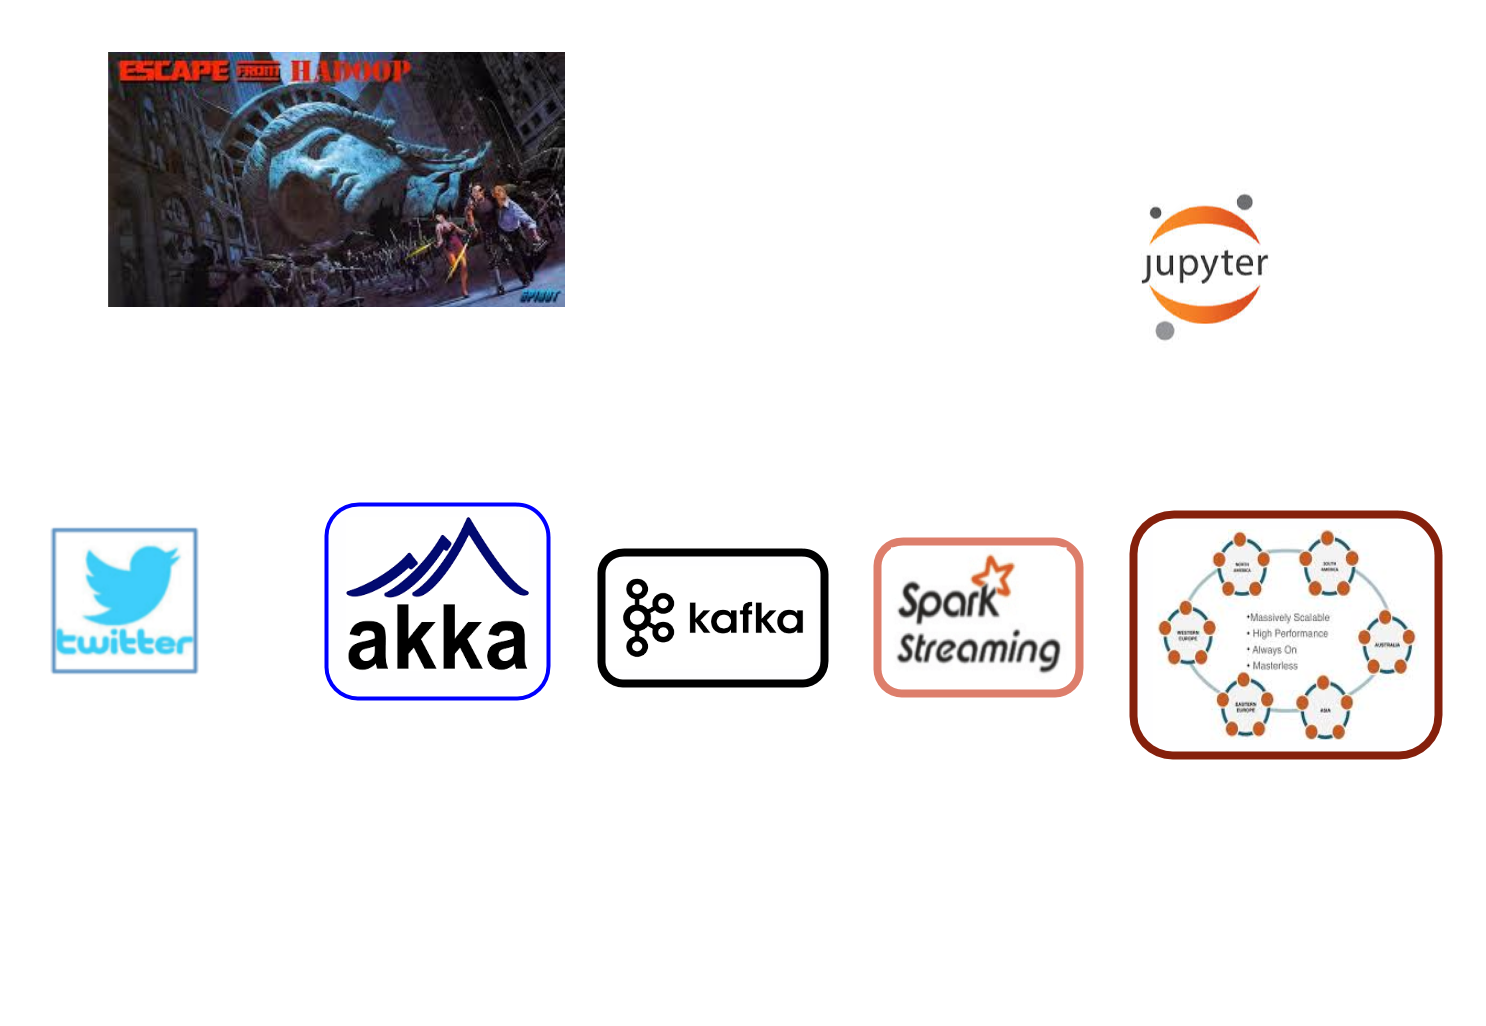 ESCAPE FROM HADOOP
jupyter
twitter
akka
kafka
Spark
Streaming
NORTH
AMERICA
SOUTH
AMERICA
WESTERN
EUROPE
•Massively Scalable
• High Performance
• Always On
• Masterless
AUSTRALIA
EASTERN
EUROPE
ASIA